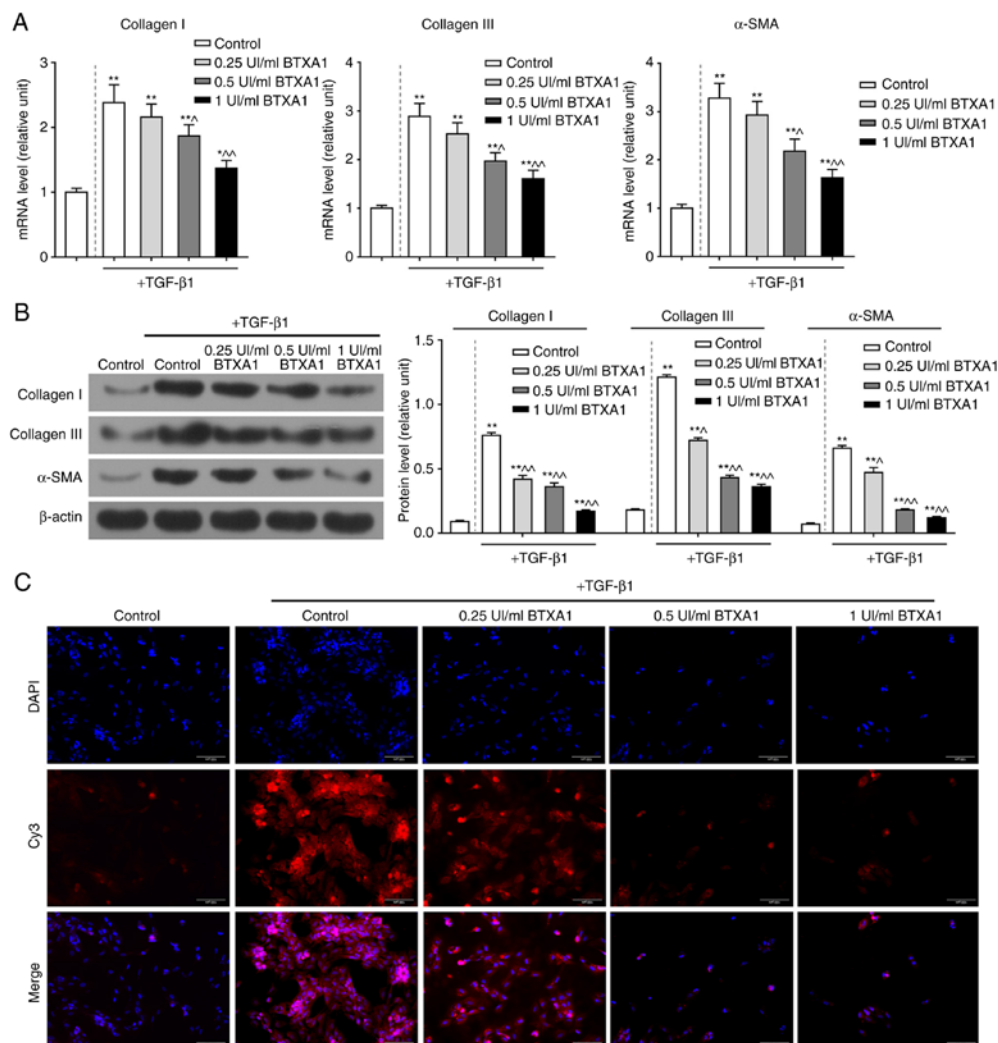 A
Collagen I
Collagen III
α-SMA
mRNA level (relative unit)
3
2
1
0
**
**
**^
*^^
Control
0.25 UI/ml BTXA1
0.5 UI/ml BTXA1
1 UI/ml BTXA1
+TGF-β1
mRNA level (relative unit)
4
3
2
1
0
**
**
**^
**^^
Control
0.25 UI/ml BTXA1
0.5 UI/ml BTXA1
1 UI/ml BTXA1
+TGF-β1
mRNA level (relative unit)
4
3
2
1
0
**
**
**^
**^^
Control
0.25 UI/ml BTXA1
0.5 UI/ml BTXA1
1 UI/ml BTXA1
+TGF-β1
B
+TGF-β1
Control
Control
0.25 UI/ml
BTXA1
0.5 UI/ml
BTXA1
1 UI/ml
BTXA1
Collagen I
Collagen III
α-SMA
β-actin
Collagen I
Collagen III
α-SMA
Protein level (relative unit)
1.5
1.0
0.5
0.0
Control
0.25 UI/ml BTXA1
0.5 UI/ml BTXA1
1 UI/ml BTXA1
**
**^^
**^^
**^^
+TGF-β1
Control
0.25 UI/ml BTXA1
0.5 UI/ml BTXA1
1 UI/ml BTXA1
**
**^
**^^
**^^
+TGF-β1
Control
0.25 UI/ml BTXA1
0.5 UI/ml BTXA1
1 UI/ml BTXA1
**
**^
**^^
**^^
+TGF-β1
C
+TGF-β1
Control
Control
0.25 UI/ml BTXA1
0.5 UI/ml BTXA1
1 UI/ml BTXA1
DAPI
Cy3
Merge